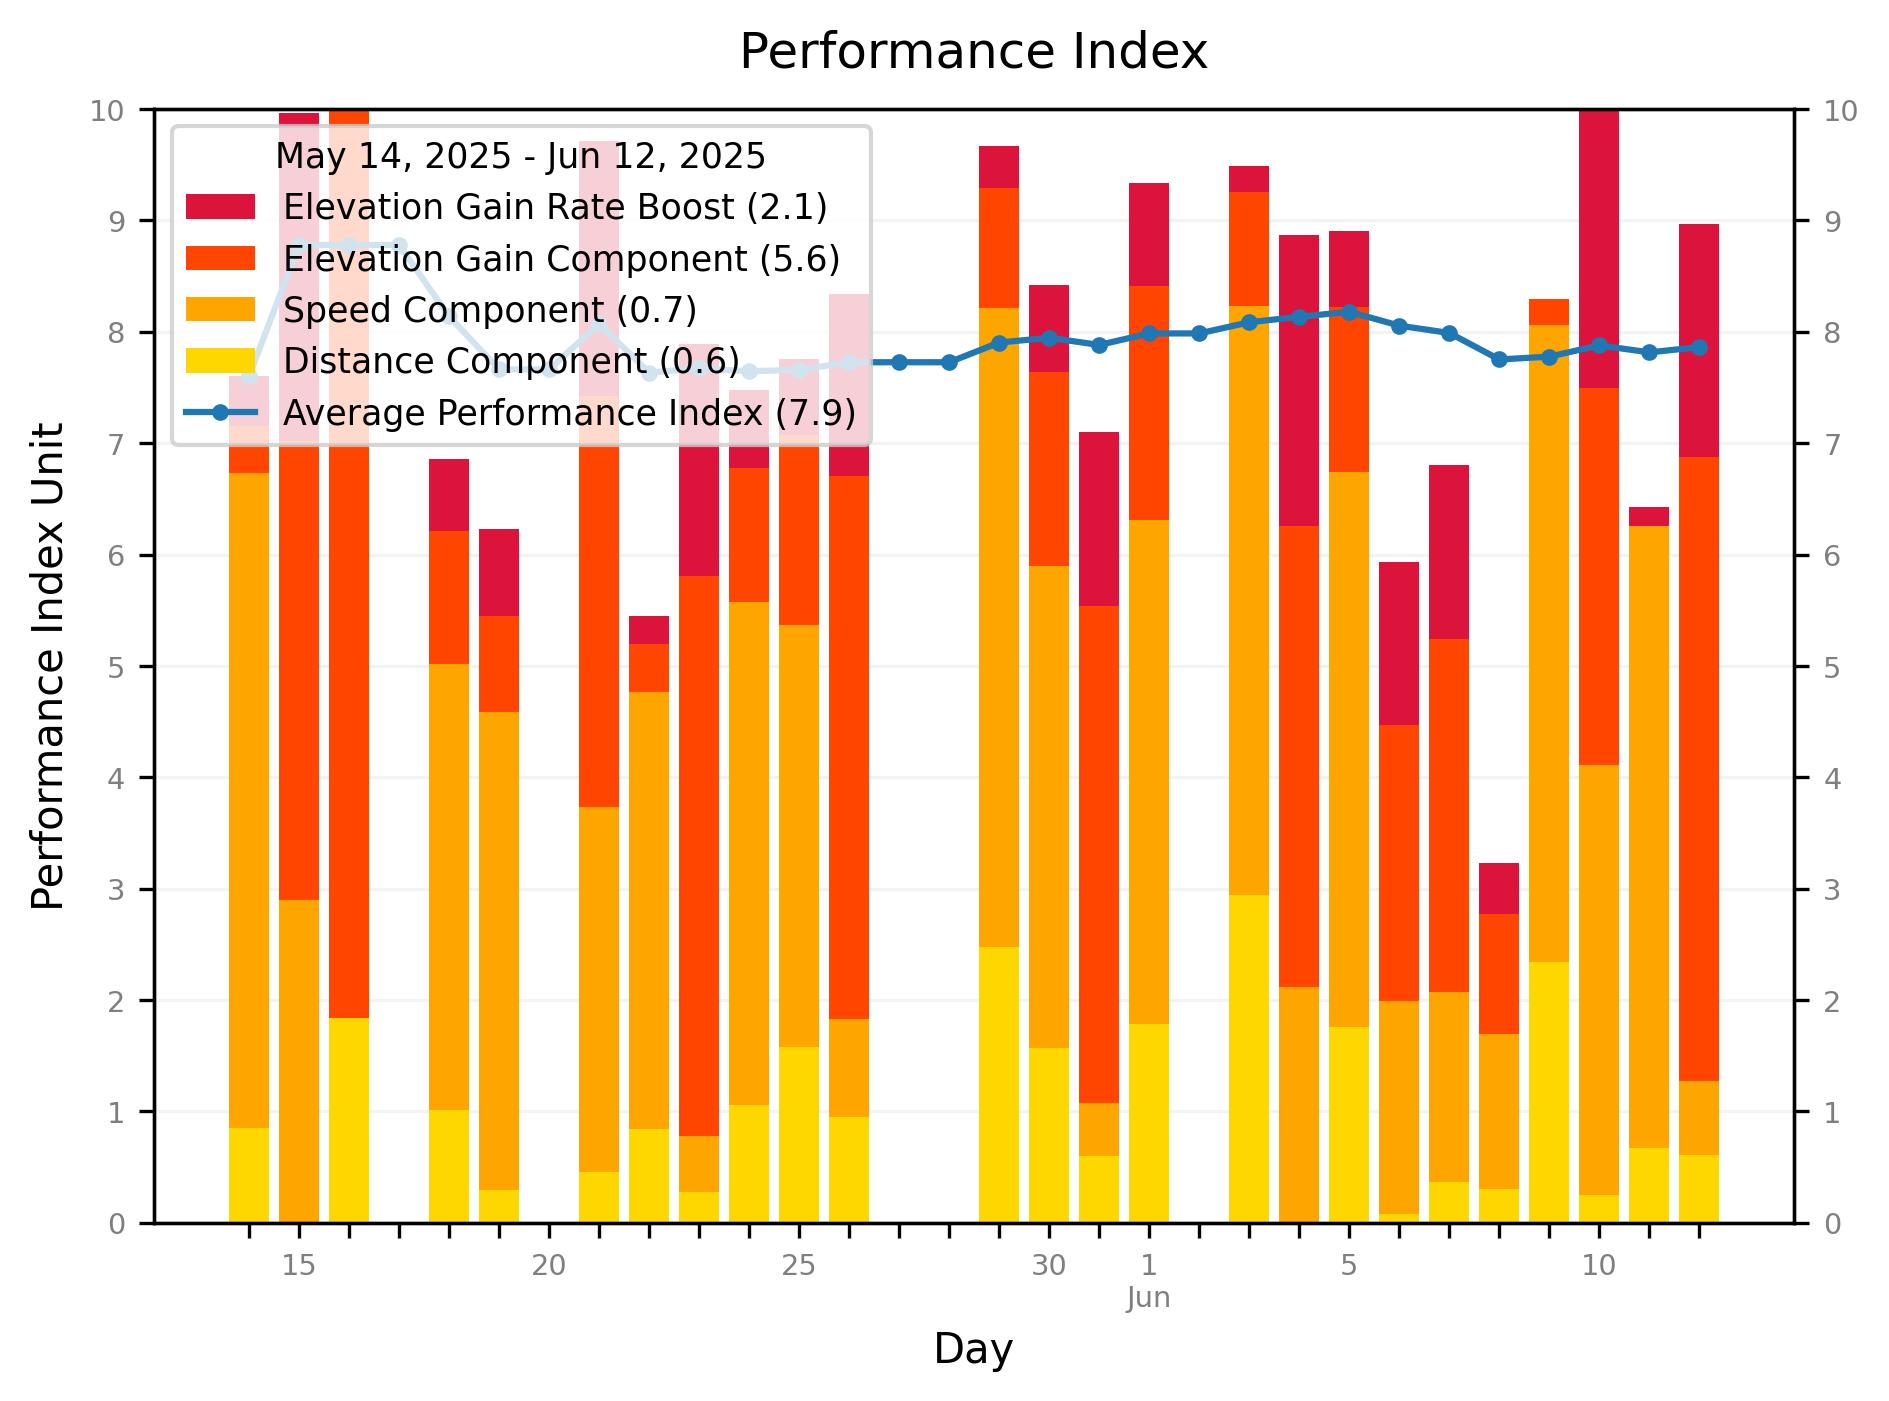 Performance Index
May 14, 2025 - Jun 12, 2025
Elevation Gain Rate Boost (2.1)
Elevation Gain Component (5.6)
Speed Component (0.7)
Distance Component (0.6)
Average Performance Index (7.9)
Performance Index Unit
10
9
8
7
6
5
4
3
2
1
0
10
9
8
7
6
5
4
3
2
1
0
15 20 25 30 1 5 10
Jun
Day